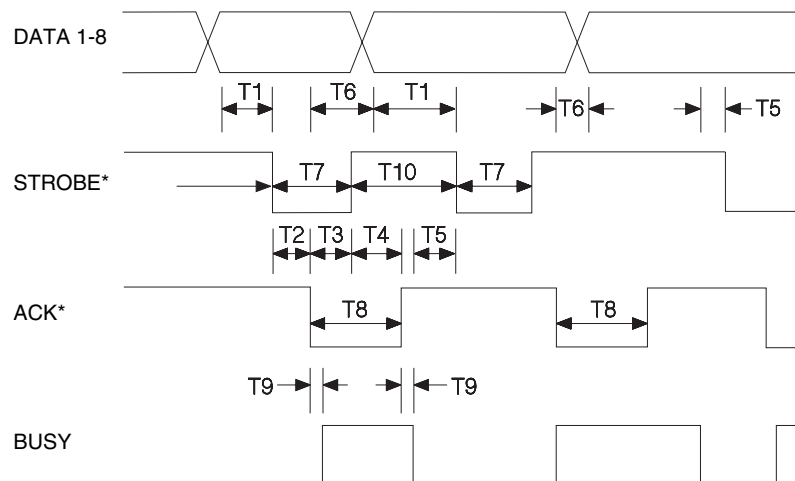 DATA 1-8
T1 T6 T1 T6 T5
STROBE*
T7 T10 T7
T2 T3 T4 T5
ACK*
T8 T8
T9 T9
BUSY